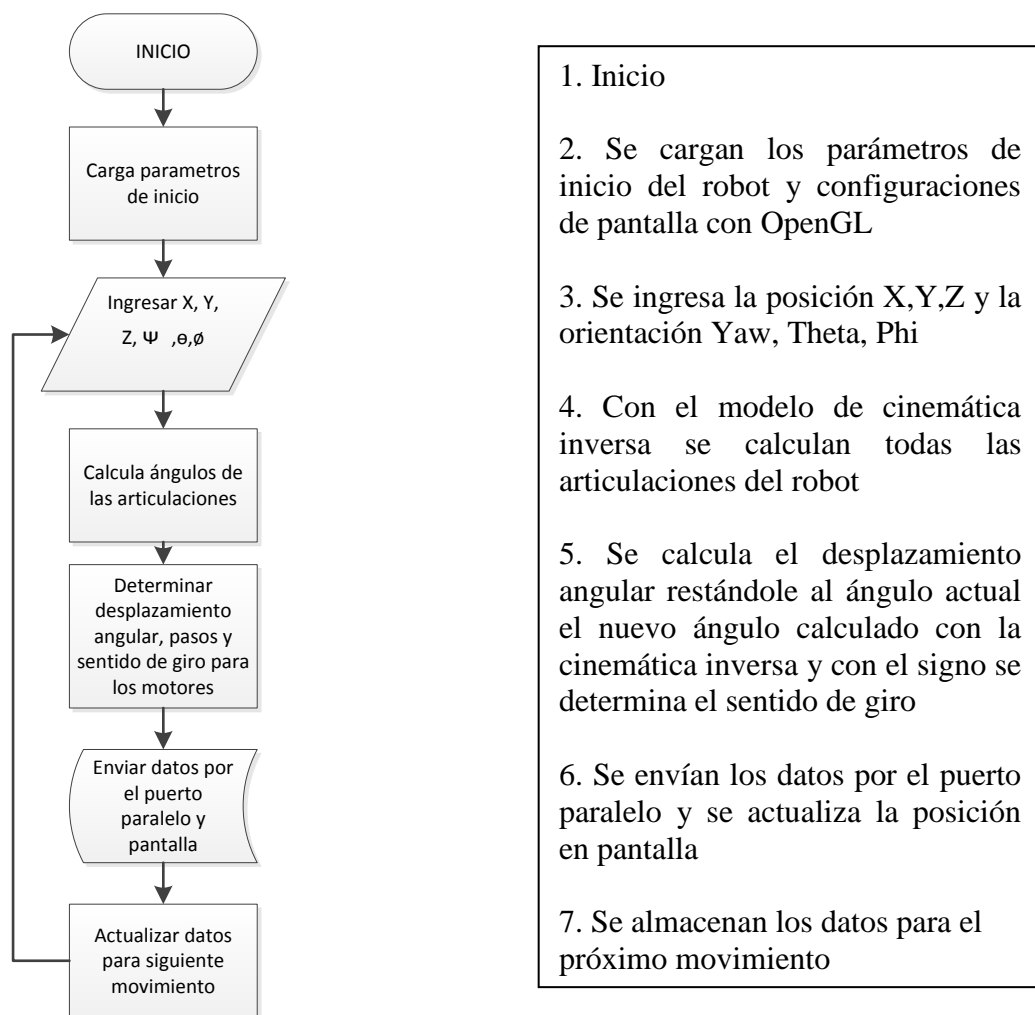 INICIO
Carga parametros
de inicio
Ingresar X, Y,
Z, Ψ ,ɵ,ø
Calcula ángulos de
las articulaciones
Determinar
desplazamiento
angular, pasos y
sentido de giro para
los motores
Enviar datos por
el puerto
paralelo y
pantalla
Actualizar datos
para siguiente
movimiento
1. Inicio
2. Se cargan los parámetros de
inicio del robot y configuraciones
de pantalla con OpenGL
3. Se ingresa la posición X,Y,Z y la
orientación Yaw, Theta, Phi
4. Con el modelo de cinemática
inversa se calculan todas las
articulaciones del robot
5. Se calcula el desplazamiento
angular restándole al ángulo actual
el nuevo ángulo calculado con la
cinemática inversa y con el signo se
determina el sentido de giro
6. Se envían los datos por el puerto
paralelo y se actualiza la posición
en pantalla
7. Se almacenan los datos para el
próximo movimiento